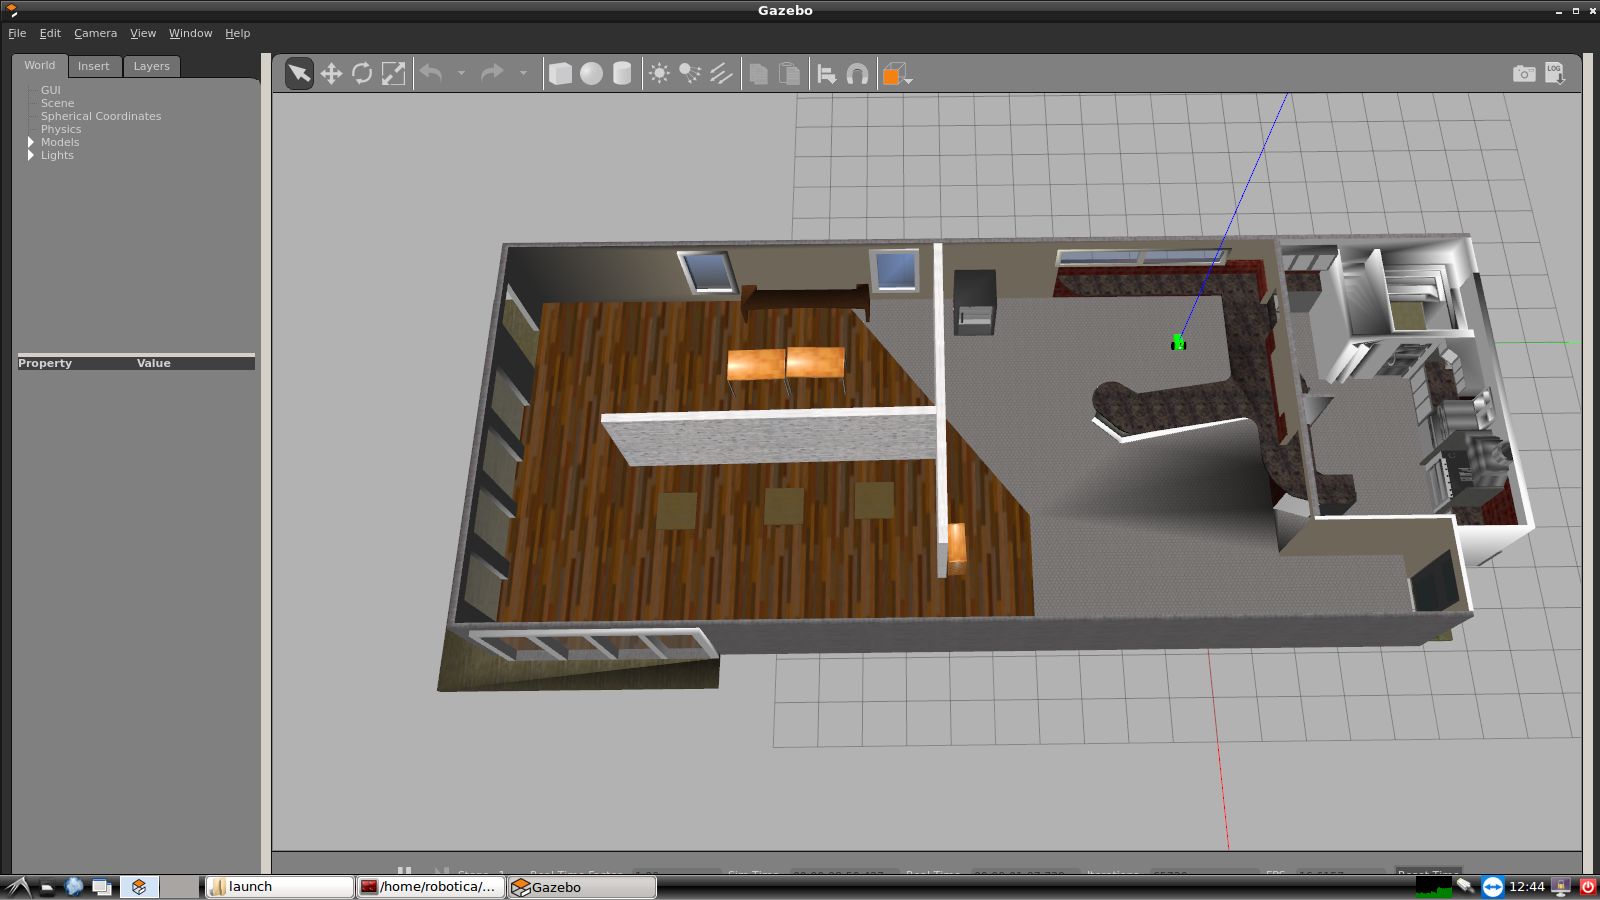 Gazebo
File Edit Camera View Window Help
World Insert Layers
GUI
Scene
Spherical Coordinates
Physics
Models
Lights
Property Value
LOG
launch
/home/robotica/...
Gazebo
12:44